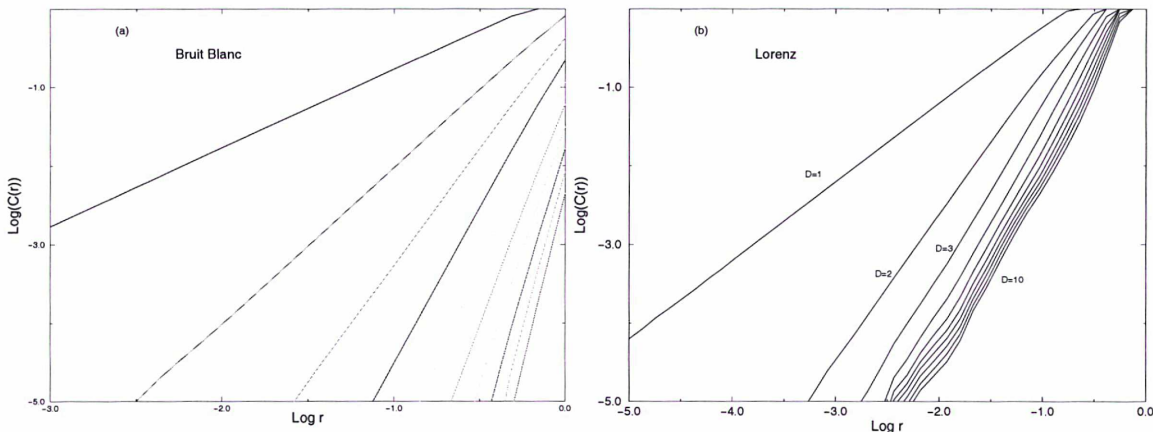 (a)
Bruit Blanc
−1.0
−3.0
−5.0
Log(C(r))
−3.0 −2.0 −1.0 0.0
Log r
(b)
Lorenz
D=1
D=2
D=3
D=10
−1.0
−3.0
−5.0
Log(C(r))
−5.0 −4.0 −3.0 −2.0 −1.0 0.0
Log r